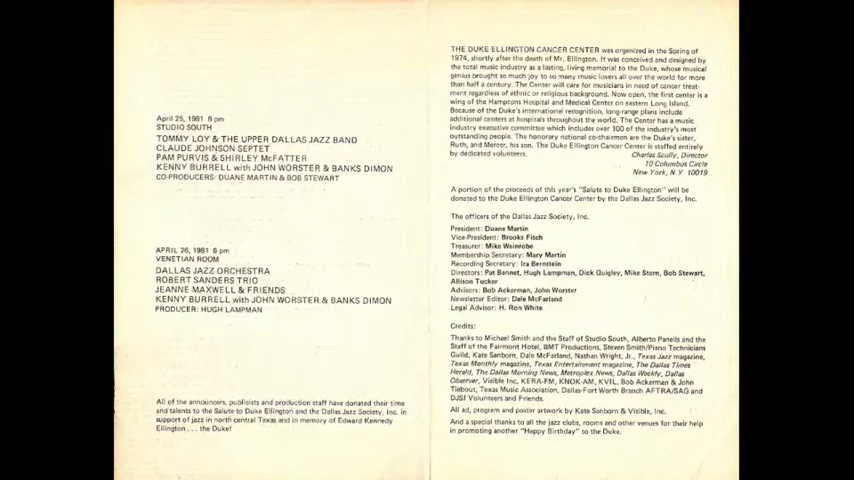 April 25, 1981 8 pm
STUDIO SOUTH
TOMMY LOY & THE UPPER DALLAS JAZZ BAND
CLAUDE JOHNSON SEPTET
PAM PURVIS & SHIRLEY McFATTER
KENNY BURRELL with JOHN WORSTER & BANKS DIMON
CO-PRODUCERS: DUANE MARTIN & BOB STEWART
APRIL 26, 1981 6 pm
VENETIAN ROOM
DALLAS JAZZ ORCHESTRA
ROBERT SANDERS TRIO
JEANNE MAXWELL & FRIENDS
KENNY BURRELL with JOHN WORSTER & BANKS DIMON
PRODUCER: HUGH LAMPMAN
All of the announcers, publicists and production staff have donated their time
and talents to the Salute to Duke Ellington and the Dallas Jazz Society, Inc. in
support of jazz in north central Texas and in memory of Edward Kennedy
Ellington . . . the Duke!
THE DUKE ELLINGTON CANCER CENTER was organized in the Spring of
1974, shortly after the death of Mr. Ellington. It was conceived and designed by
the total music industry as a lasting, living memorial to the Duke, whose musical
genius brought so much joy to so many music lovers all over the world for more
than half a century. The Center will care for musicians in need of cancer treat-
ment regardless of ethnic or religious background. Now open, the first center is a
wing of the Hamptons Hospital and Medical Center on eastern Long Island.
Because of the Duke's international recognition, long-range plans include
additional centers at hospitals throughout the world. The Center has a music
industry executive committee which includes over 100 of the industry's most
outstanding people. The honorary national co-chairmen are the Duke's sister,
Ruth, and Mercer, his son. The Duke Ellington Cancer Center is staffed entirely
by dedicated volunteers.
Charlas Scully, Director
10 Columbus Circle
New York, N Y 10019
A portion of the proceeds of this year's "Salute to Duke Ellington" will be
donated to the Duke Ellington Cancer Center by the Dallas Jazz Society, Inc.
The officers of the Dallas Jazz Society, Inc.
President: Duane Martin
Vice-President: Brooks Fitch
Treasurer: Mike Weinrobe
Membership Secretary: Mary Martin
Recording Secretary: Ira Bernstein
Directors: Pat Bennet, Hugh Lampman, Dick Quigley, Mike Stern, Bob Stewart,
Allison Tucker
Advisors: Bob Ackerman, John Worster
Newsletter Editor: Dale McFarland
Legal Advisor: H. Ron White
Credits:
Thanks to Michael Smith and the Staff of Studio South, Alberto Panells and the
Staff of the Fairmont Hotel, BMT Productions, Steven Smith/Piano Technicians
Guild, Kate Sanborn, Dale McFarland, Nathan Wright, Jr., Texas Jazz magazine,
Texas Monthly magazine, Texas Entertainment magazine, The Dallas Times
Herald, The Dallas Morning News, Metroplex News, Dallas Weekly, Dallas
Observer, Visible Inc, KERA-FM, KNOK-AM, KVIL, Bob Ackerman & John
Tiebout, Texas Music Association, Dallas-Fort Worth Branch AFTRA/SAG and
DJSI Volunteers and Friends.
All ad, program and poster artwork by Kate Sanborn & Visible, Inc.
And a special thanks to all the jazz clubs, rooms and other venues for their help
in promoting another "Happy Birthday" to the Duke.